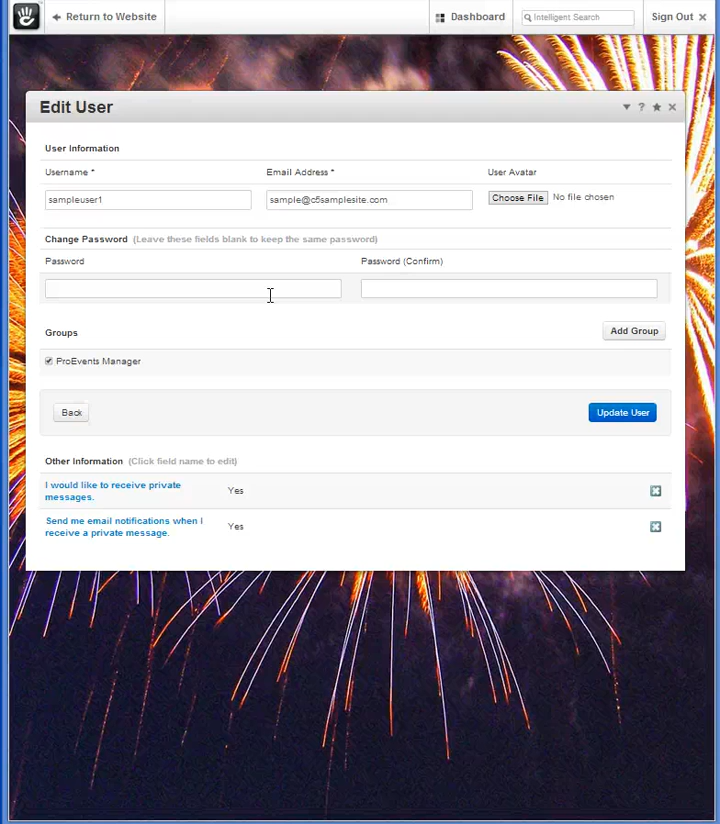 Return to Website
Dashboard
Intelligent Search
Sign Out
Edit User
User Information
Username *
Email Address *
User Avatar
sampleuser1
sample@c5samplesite.com
Choose File No file chosen
Change Password (Leave these fields blank to keep the same password)
Password
Password (Confirm)
Groups
Add Group
ProEvents Manager
Back
Update User
Other Information (Click field name to edit)
I would like to receive private
messages.
Yes
Send me email notifications when I
receive a private message.
Yes